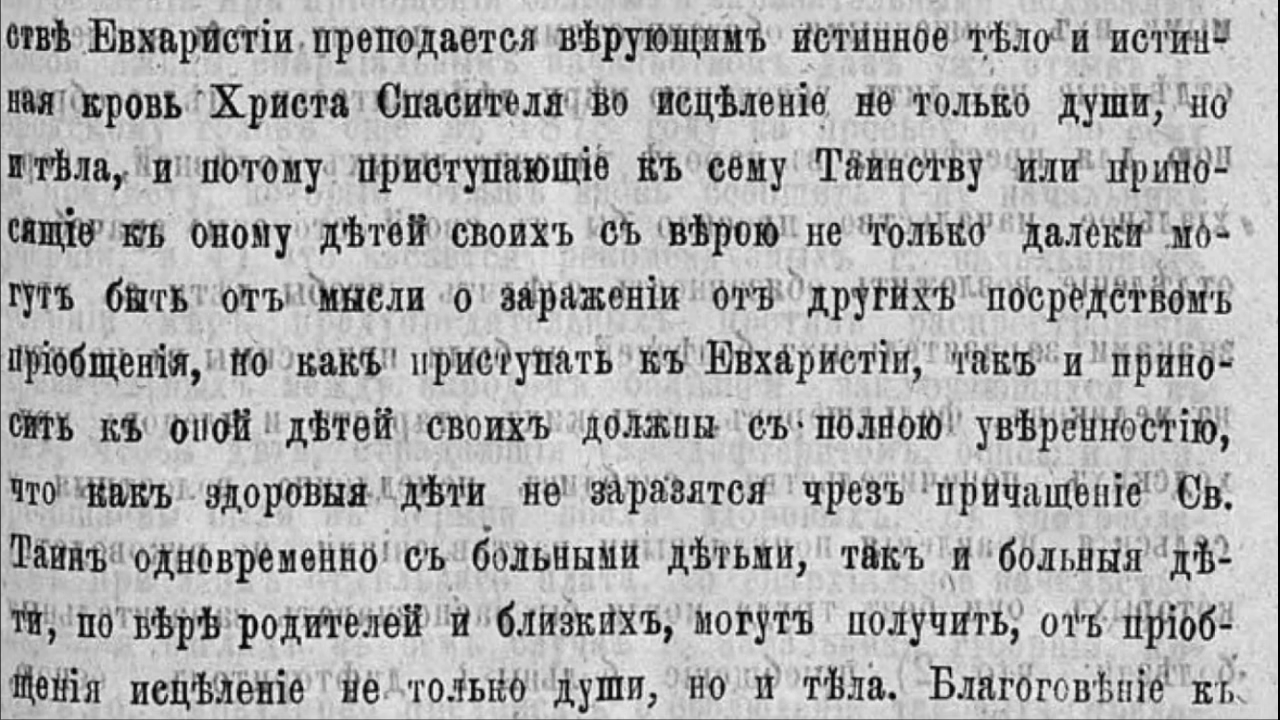 ствѣ Евхаристіи преподается вѣрующимъ истинное тѣло и истин-
ная кровь Христа Спасителя во исцѣленіе не только души, но
и тѣла, и потому приступающіе къ сему Таинству или прино-
сящіе къ оному дѣтей своихъ съ вѣрою не только далеки мо-
гутъ быть отъ мысли о зараженіи отъ другихъ посредствомъ
пріобщенія, но какъ приступать къ Евхаристіи, такъ и прино-
сить къ оной дѣтей своихъ должны съ полною увѣренностію,
что какъ здоровыя дѣти не заразятся чрезъ причащеніе Св.
Таинъ одновременно съ больными дѣтьми, такъ и больныя дѣ-
ти, по вѣрѣ родителей и близкихъ, могутъ получить, отъ пріоб-
щенія исцѣленіе не только души, но и тѣла. Благоговѣніе къ